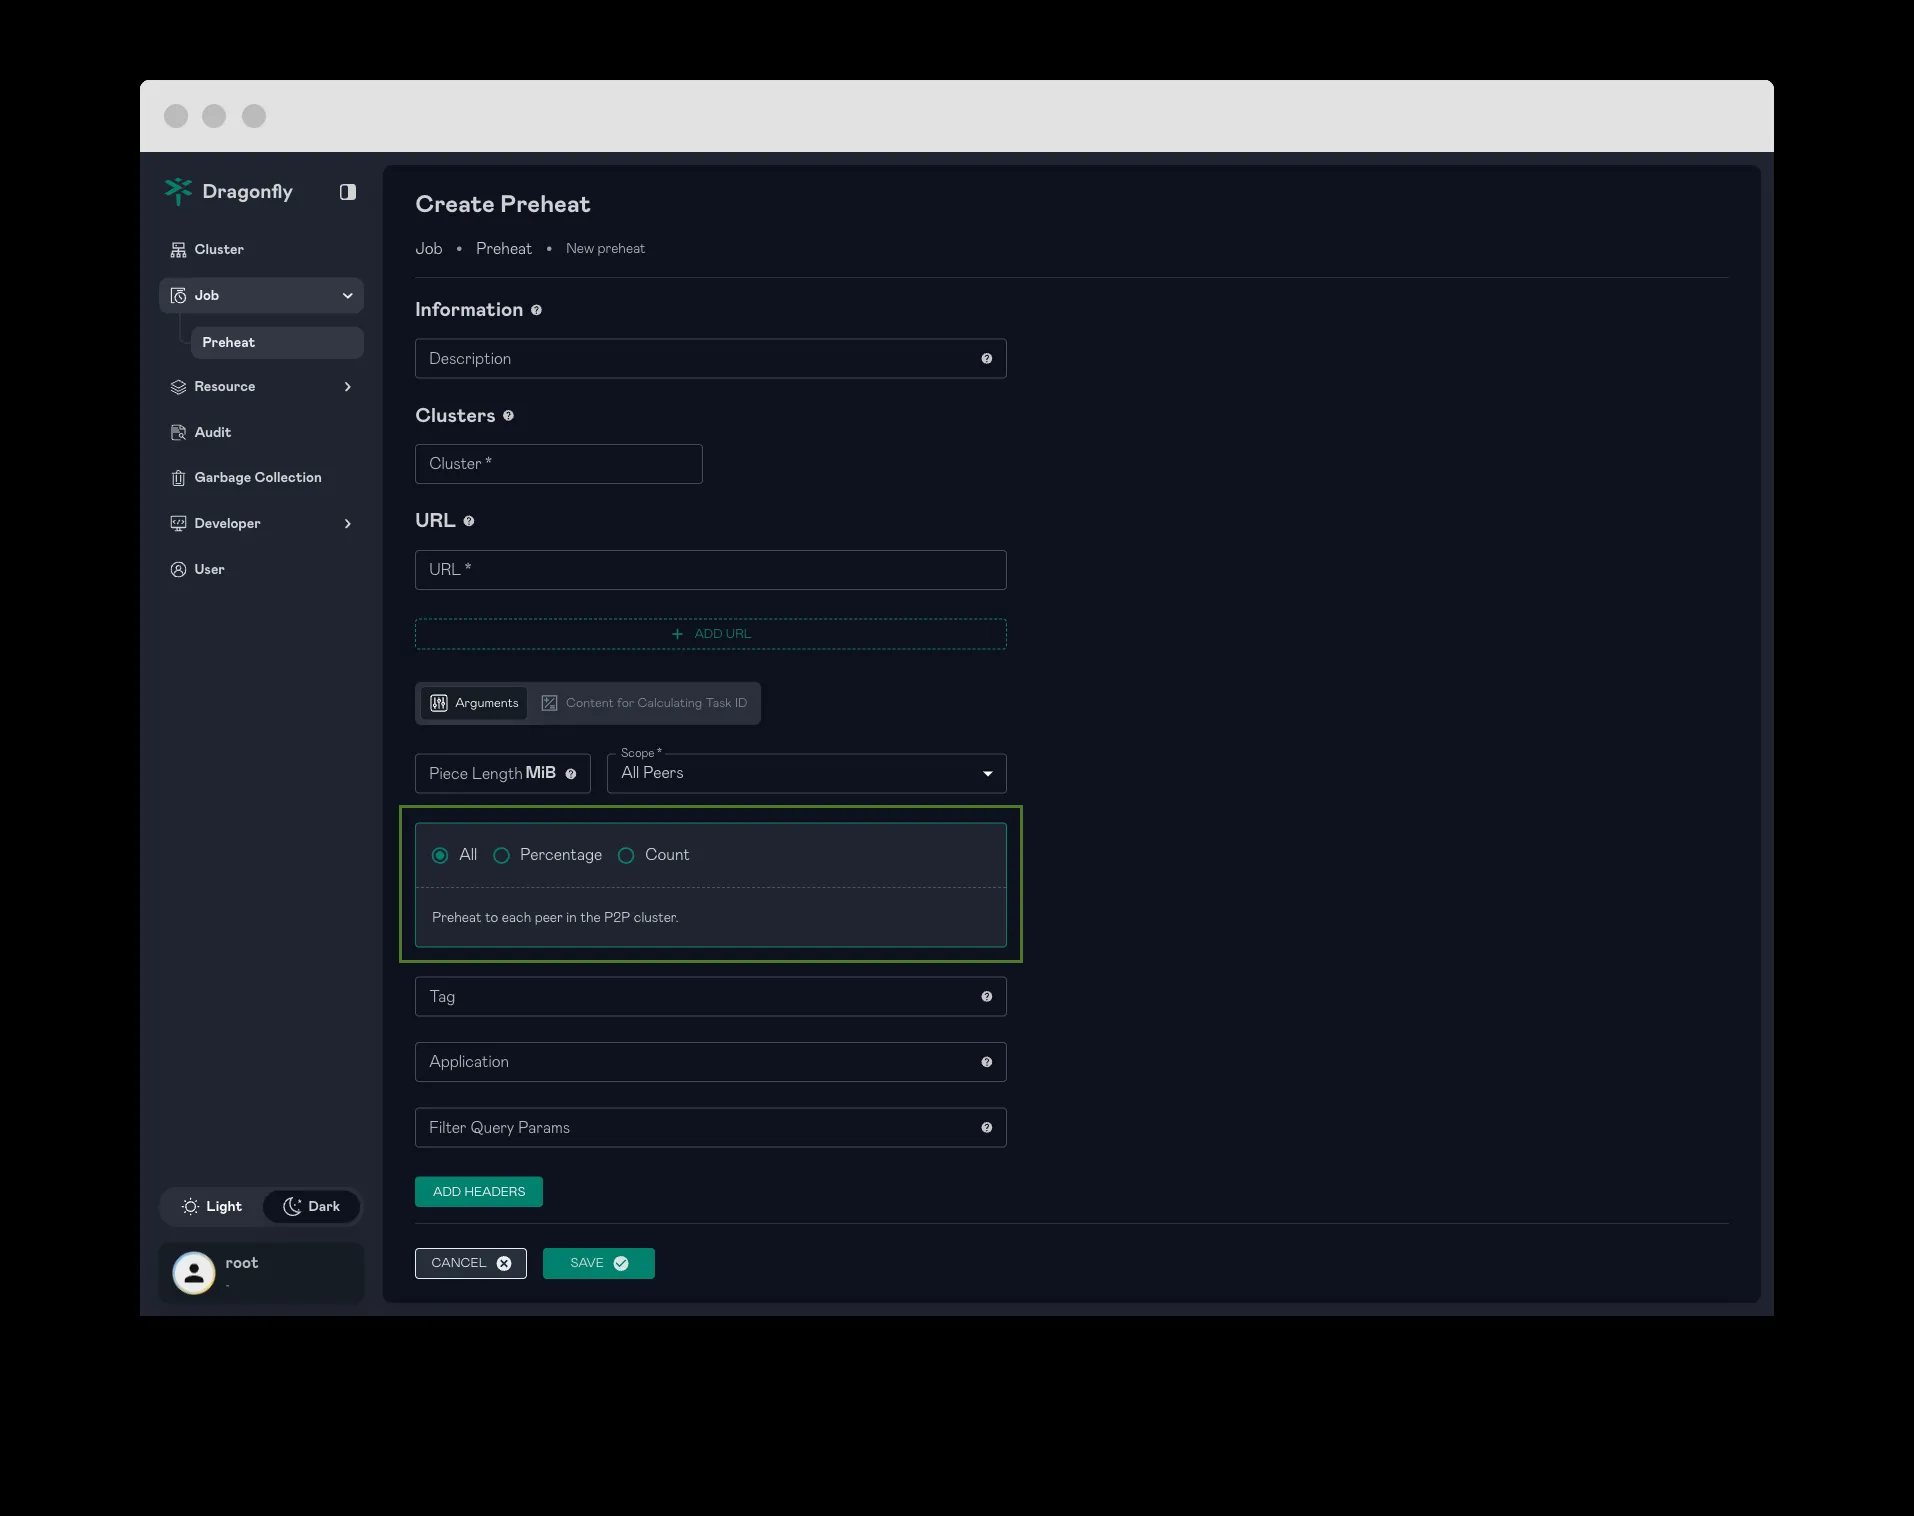 Dragonfly
Cluster
Job
Preheat
Resource
Audit
Garbage Collection
Developer
User
Light
Dark
root
-
Create Preheat
Job • Preheat • New preheat
Information
Description
Clusters
Cluster *
URL
URL *
+ ADD URL
Arguments
Content for Calculating Task ID
Piece Length MiB
Scope *
All Peers
All
Percentage
Count
Preheat to each peer in the P2P cluster.
Tag
Application
Filter Query Params
ADD HEADERS
CANCEL
SAVE